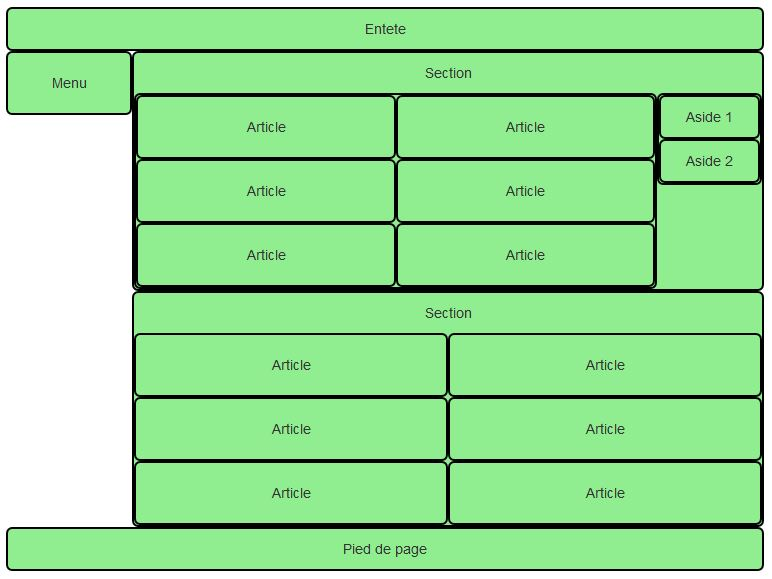 Entete
Menu
Section
Article
Article
Aside 1
Aside 2
Article
Article
Article
Article
Section
Article
Article
Article
Article
Article
Article
Pied de page